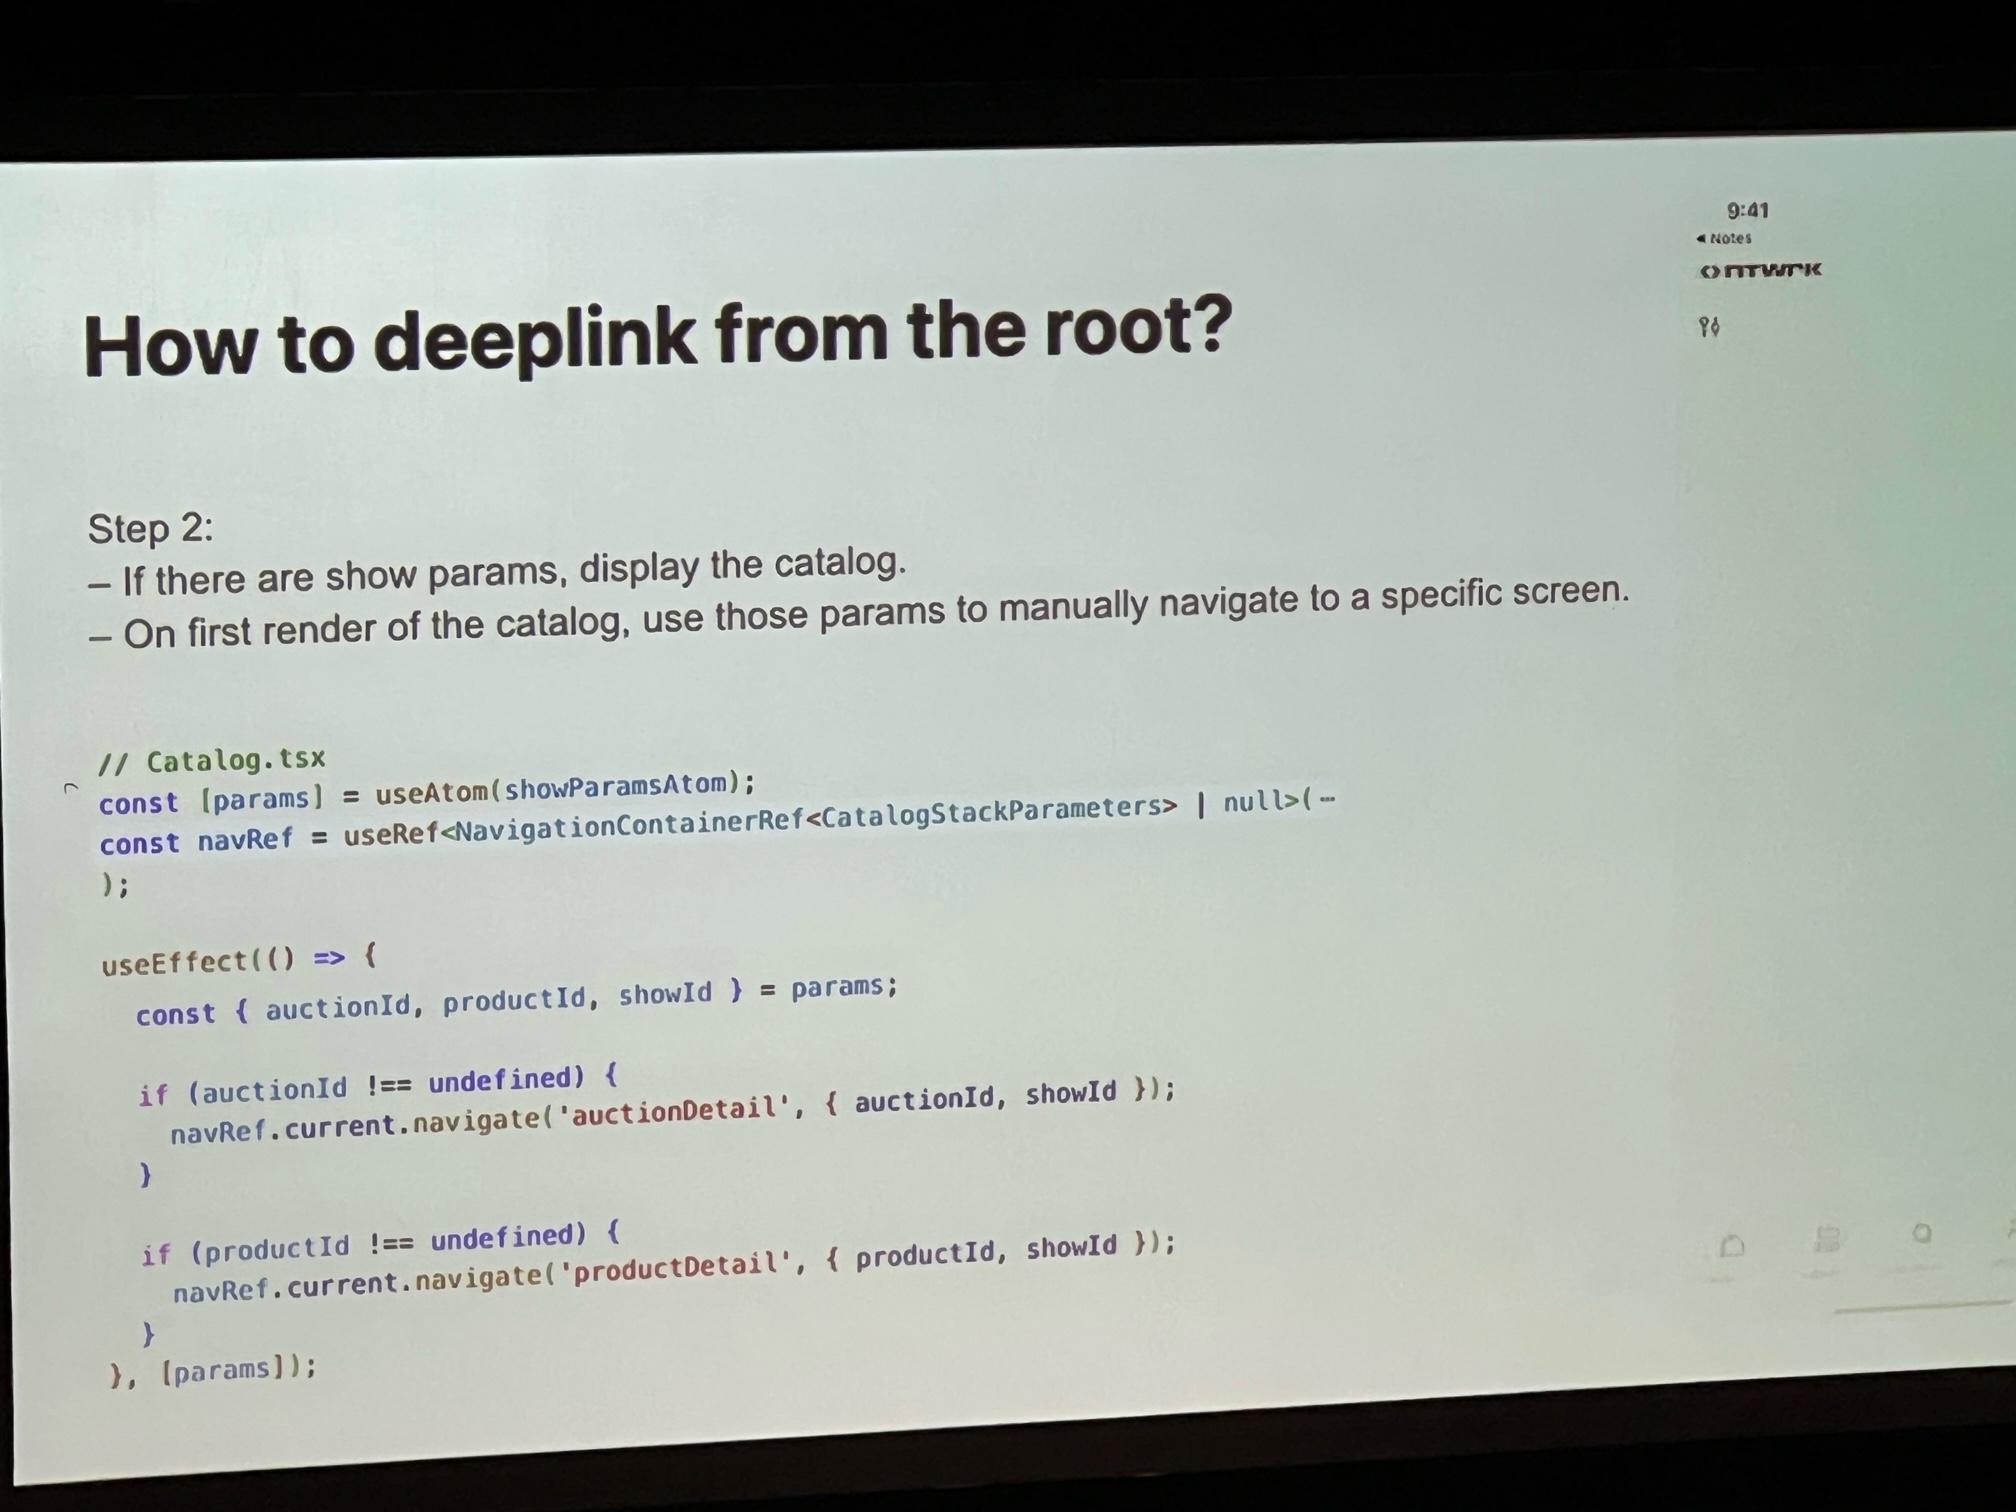 9:41
◀ Notes
NTWRK
How to deeplink from the root?
Step 2:
– If there are show params, display the catalog.
– On first render of the catalog, use those params to manually navigate to a specific screen.
// Catalog.tsx
const [params] = useAtom(showParamsAtom);
const navRef = useRef<NavigationContainerRef<CatalogStackParameters> | null>(⋯
);
useEffect(() => {
const { auctionId, productId, showId } = params;
if (auctionId !== undefined) {
navRef.current.navigate('auctionDetail', { auctionId, showId });
}
if (productId !== undefined) {
navRef.current.navigate('productDetail', { productId, showId });
}
}, [params]);